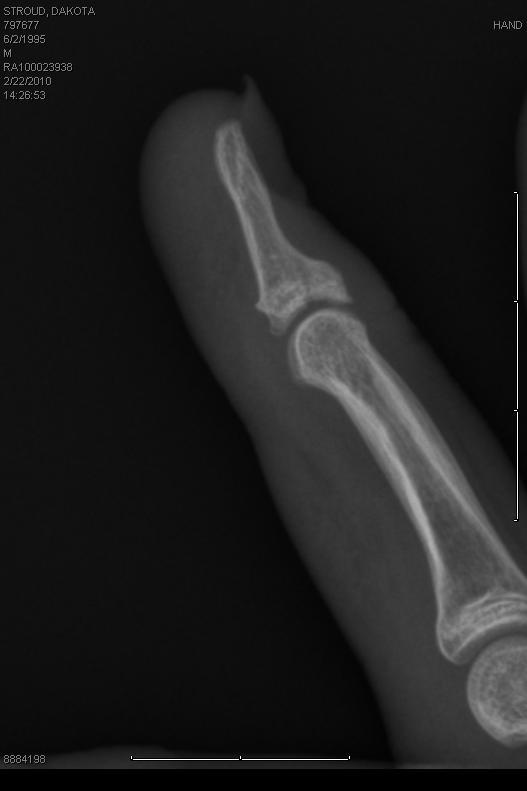 STROUD, DAKOTA
797677
6/2/1995
M
RA100023938
2/22/2010
14:26:53
HAND
8884198